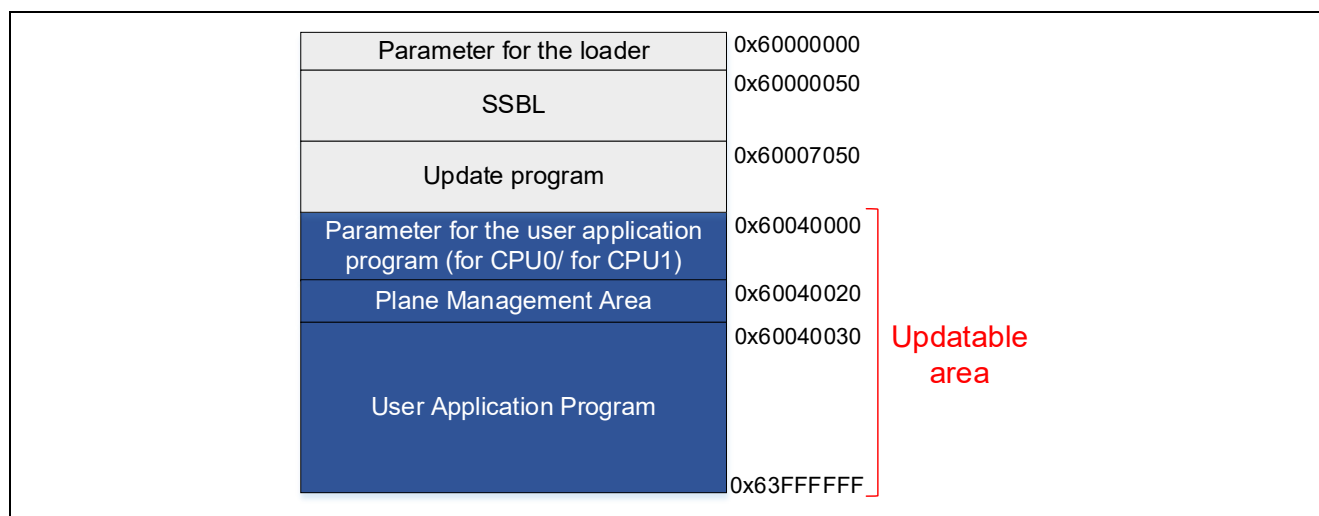 Parameter for the loader
0x60000000
0x60000050
SSBL
0x60007050
Update program
0x60040000
Parameter for the user application
program (for CPU0/ for CPU1)
0x60040020
Plane Management Area
0x60040030
Updatable
area
User Application Program
0x63FFFFFF